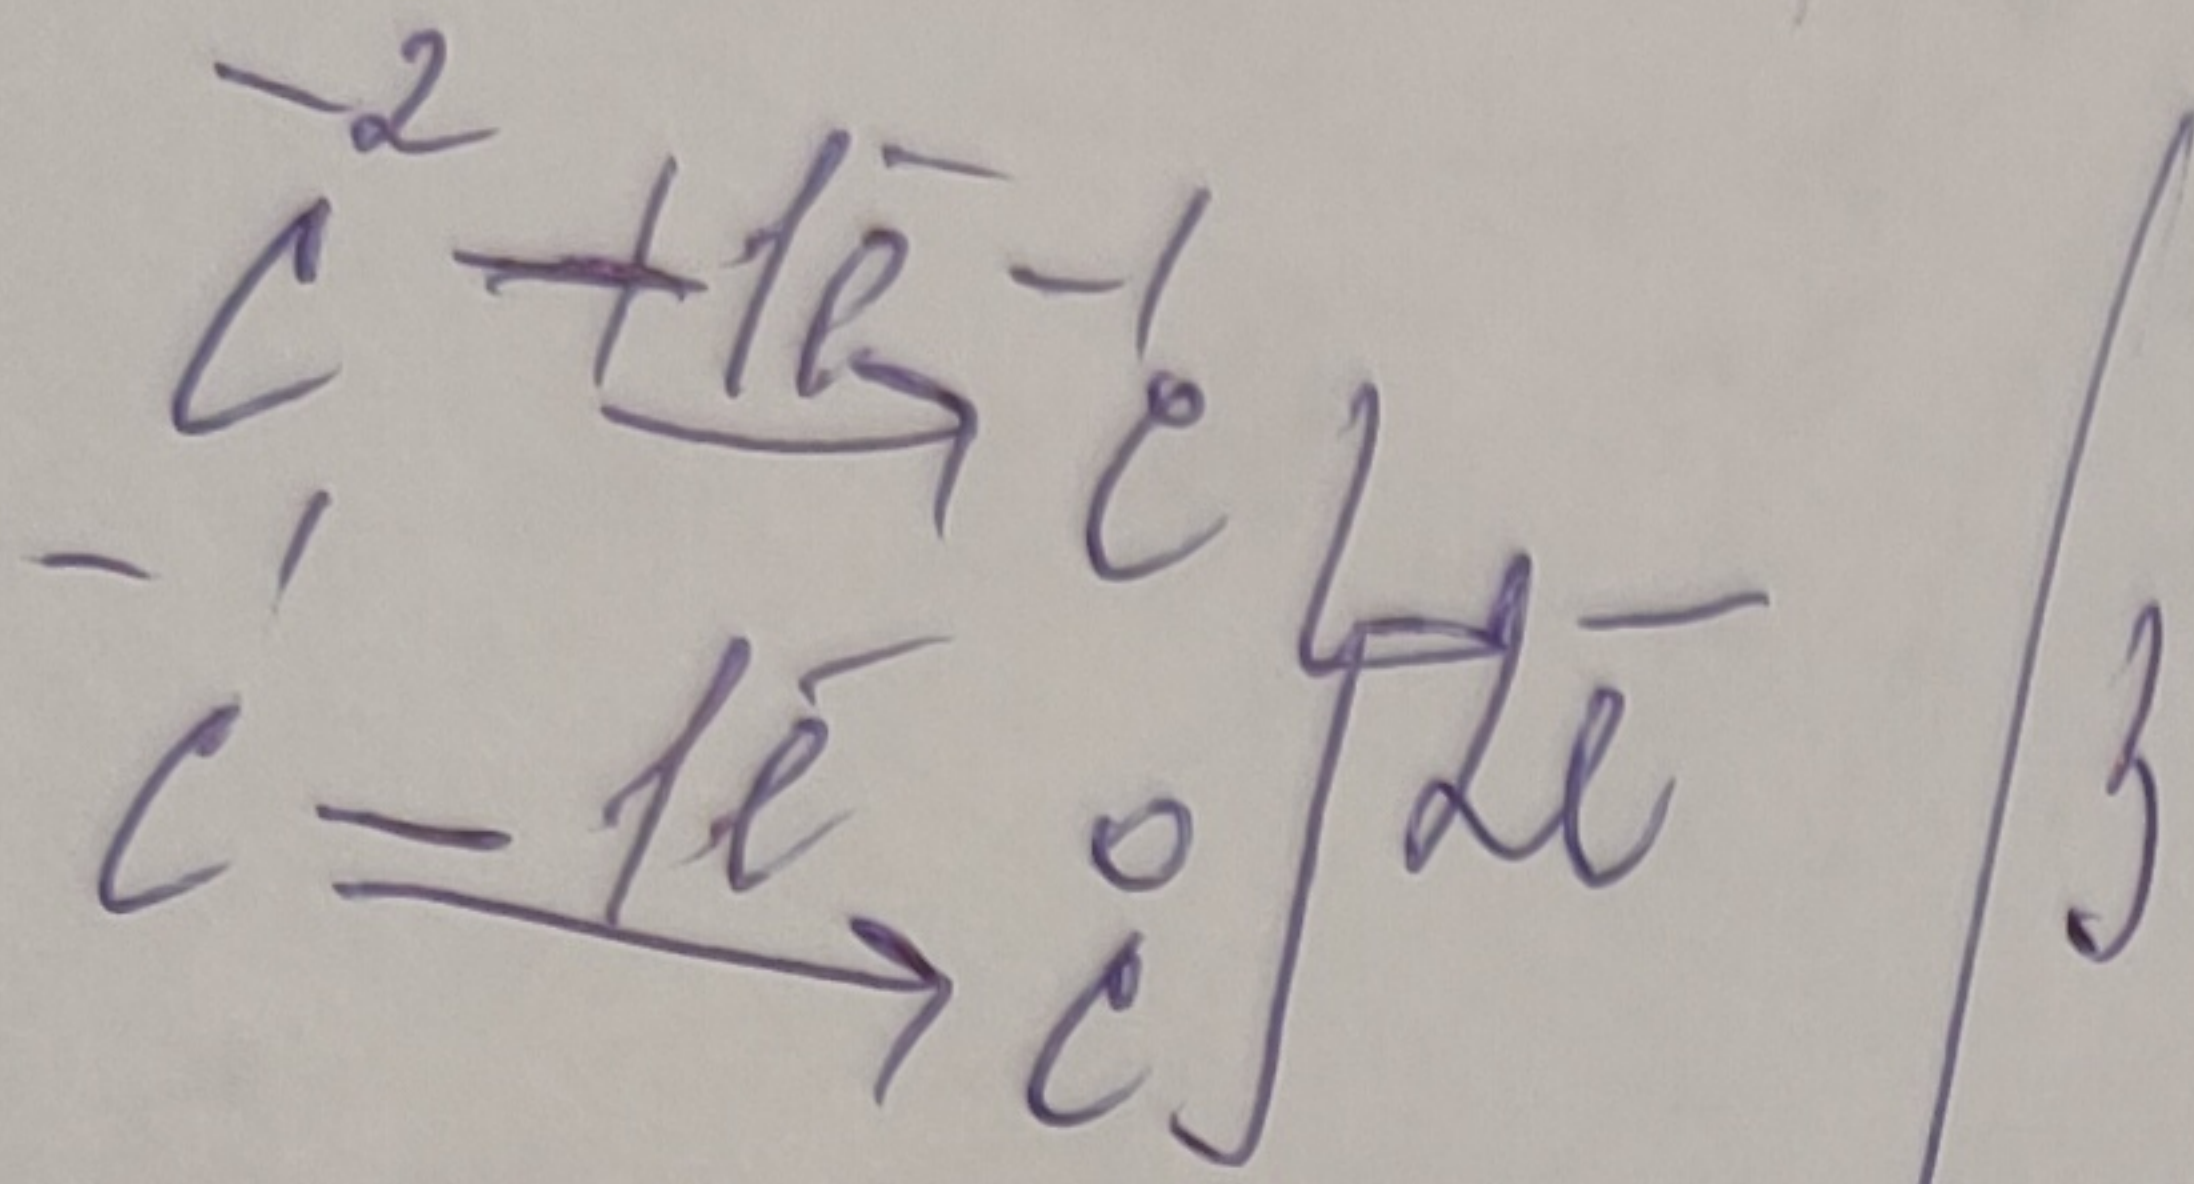 C⁻² +1e⁻ → C⁻¹
C⁻¹ -1e⁻ → C⁰ } 2e⁻ | 3